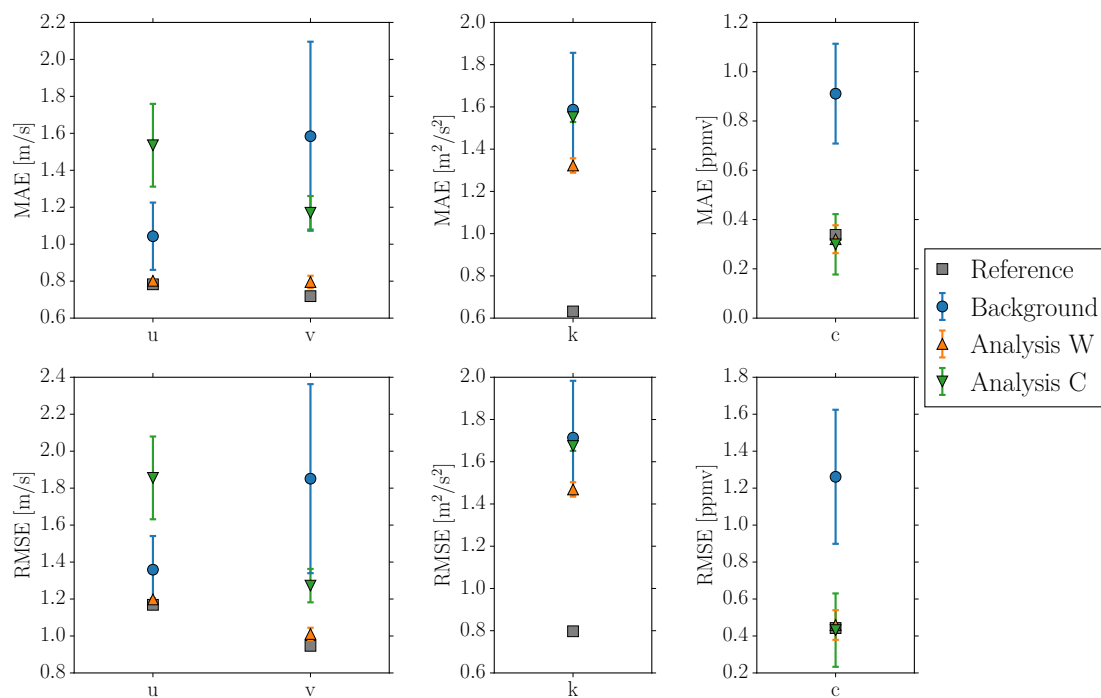 MAE [m/s]
2.2
2.0
1.8
1.6
1.4
1.2
1.0
0.8
0.6
u
v
MAE [m²/s²]
2.0
1.8
1.6
1.4
1.2
1.0
0.8
0.6
k
MAE [ppmv]
1.2
1.0
0.8
0.6
0.4
0.2
0.0
c
Reference
Background
Analysis W
Analysis C
RMSE [m/s]
2.4
2.2
2.0
1.8
1.6
1.4
1.2
1.0
0.8
u
v
RMSE [m²/s²]
2.0
1.8
1.6
1.4
1.2
1.0
0.8
0.6
k
RMSE [ppmv]
1.8
1.6
1.4
1.2
1.0
0.8
0.6
0.4
0.2
c